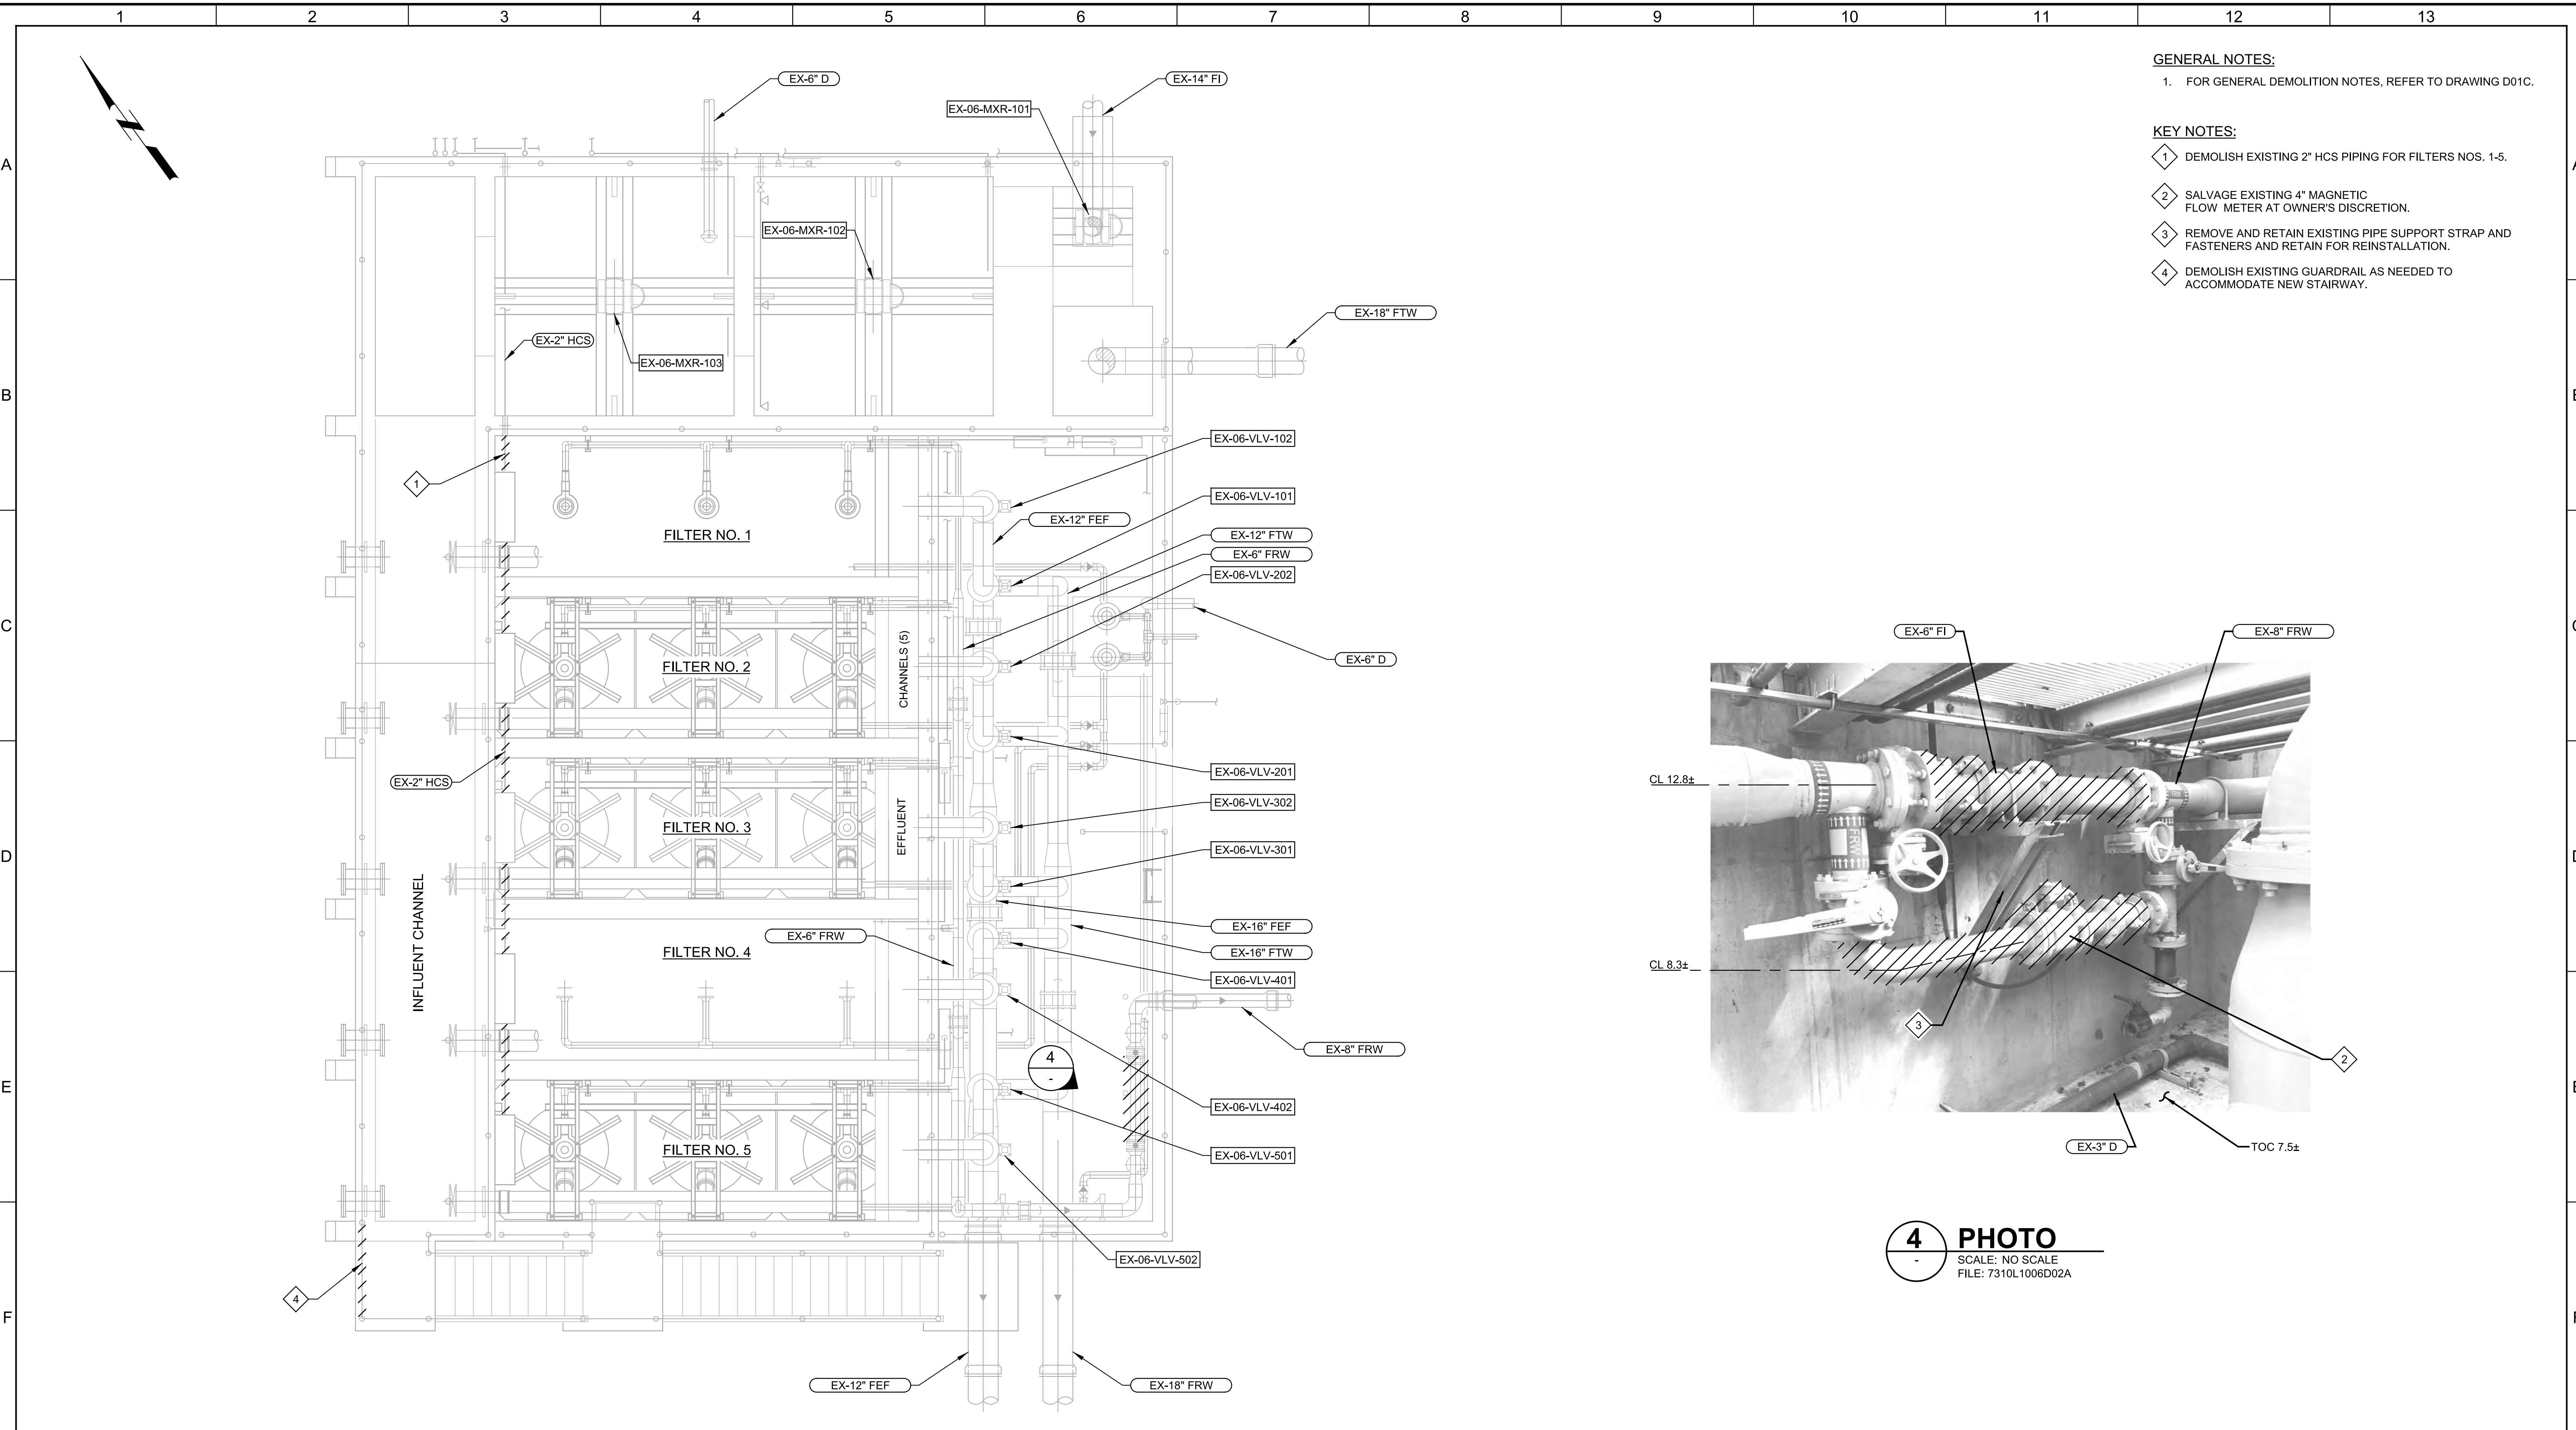 1 2 3 4 5 6 7 8 9 10 11 12 13
A
B
C
D
E
F
GENERAL NOTES:
1. FOR GENERAL DEMOLITION NOTES, REFER TO DRAWING D01C.
KEY NOTES:
1 DEMOLISH EXISTING 2" HCS PIPING FOR FILTERS NOS. 1-5.
2 SALVAGE EXISTING 4" MAGNETIC
FLOW METER AT OWNER'S DISCRETION.
3 REMOVE AND RETAIN EXISTING PIPE SUPPORT STRAP AND
FASTENERS AND RETAIN FOR REINSTALLATION.
4 DEMOLISH EXISTING GUARDRAIL AS NEEDED TO
ACCOMMODATE NEW STAIRWAY.
EX-6" D
EX-14" FI
EX-06-MXR-101
EX-06-MXR-102
EX-18" FTW
EX-2" HCS
EX-06-MXR-103
EX-06-VLV-102
1
EX-06-VLV-101
EX-12" FEF
FILTER NO. 1
EX-12" FTW
EX-6" FRW
EX-06-VLV-202
FILTER NO. 2
CHANNELS (5)
EX-6" D
EX-06-VLV-201
EX-2" HCS
EX-06-VLV-302
FILTER NO. 3
EFFLUENT
EX-06-VLV-301
INFLUENT CHANNEL
EX-16" FEF
EX-6" FRW
FILTER NO. 4
EX-16" FTW
EX-06-VLV-401
EX-8" FRW
4
-
EX-06-VLV-402
FILTER NO. 5
EX-06-VLV-501
EX-06-VLV-502
4
EX-12" FEF
EX-18" FRW
EX-6" FI
EX-8" FRW
CL 12.8±
FRW
CL 8.3±
3
2
EX-3" D
TOC 7.5±
4
-
PHOTO
SCALE: NO SCALE
FILE: 7310L1006D02A
A
E
C
D
E
F